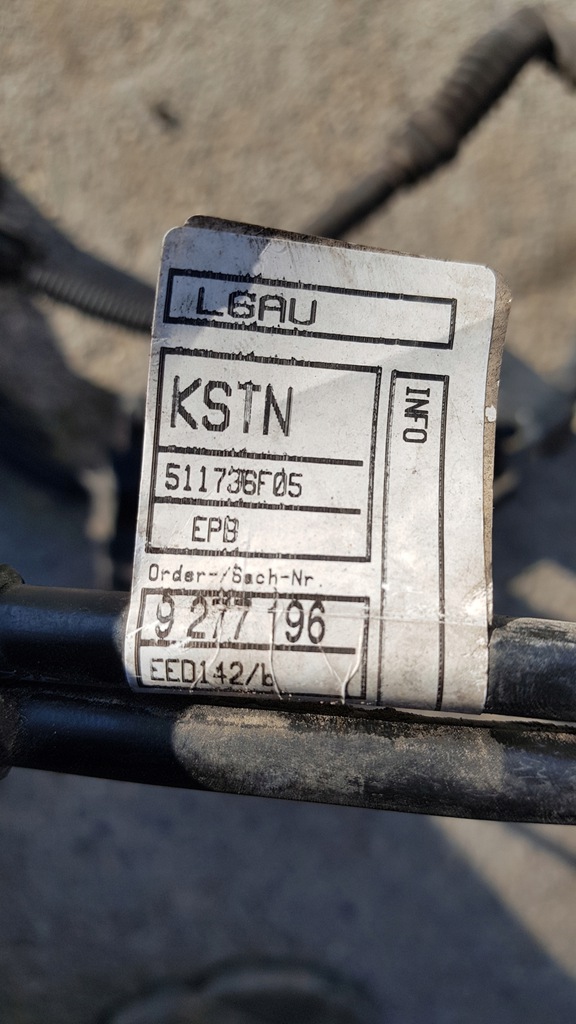 L6AU
KSTN
INFO
511736F05
EPB
Order-/Sach-Nr.
9 277 196
EED142/b